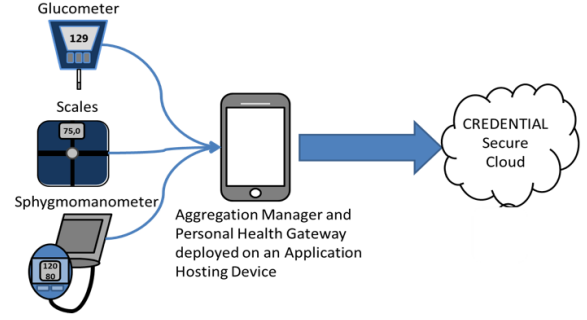 Glucometer
129
Scales
75,0
Sphygmomanometer
120
80
Aggregation Manager and
Personal Health Gateway
deployed on an Application
Hosting Device
CREDENTIAL
Secure
Cloud